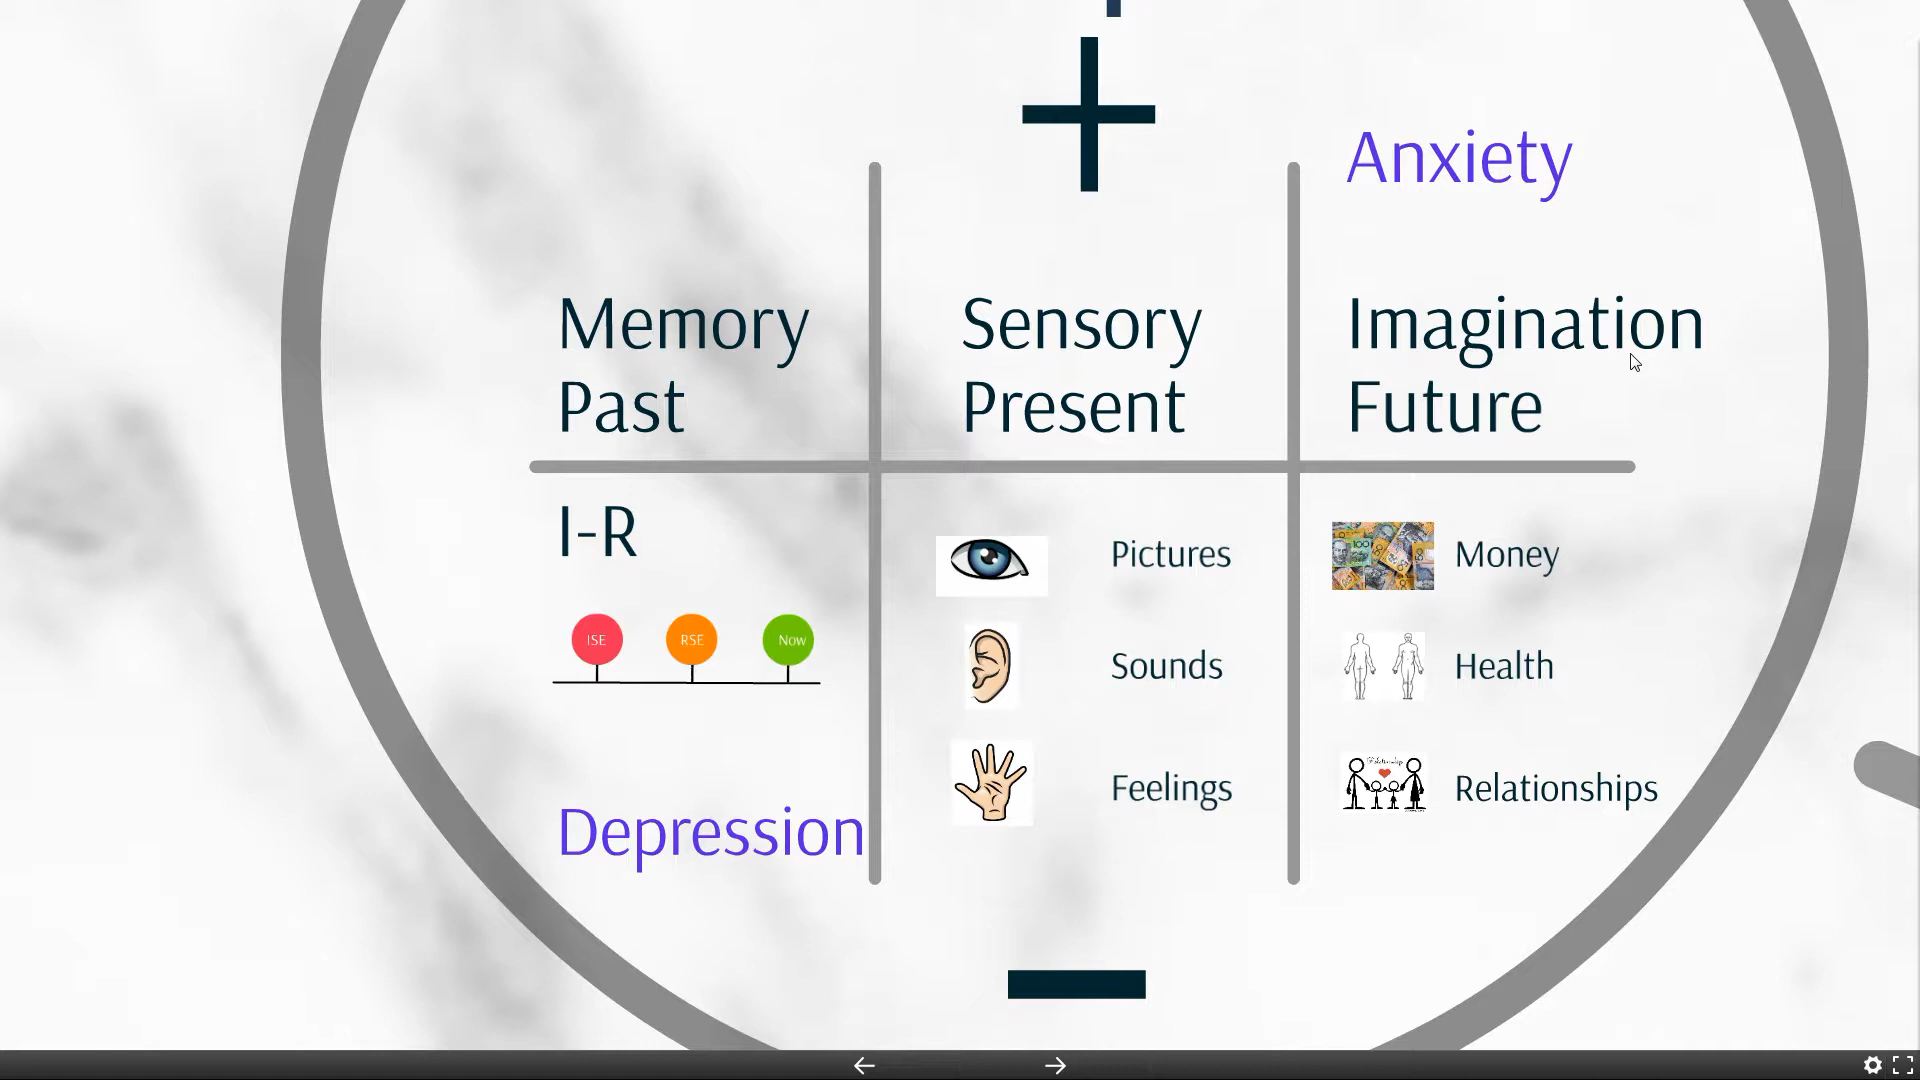 Anxiety
Memory
Past
Sensory
Present
Imagination
Future
I-R
ISE
RSE
Now
Depression
Pictures
Sounds
Feelings
Money
Health
Relationships